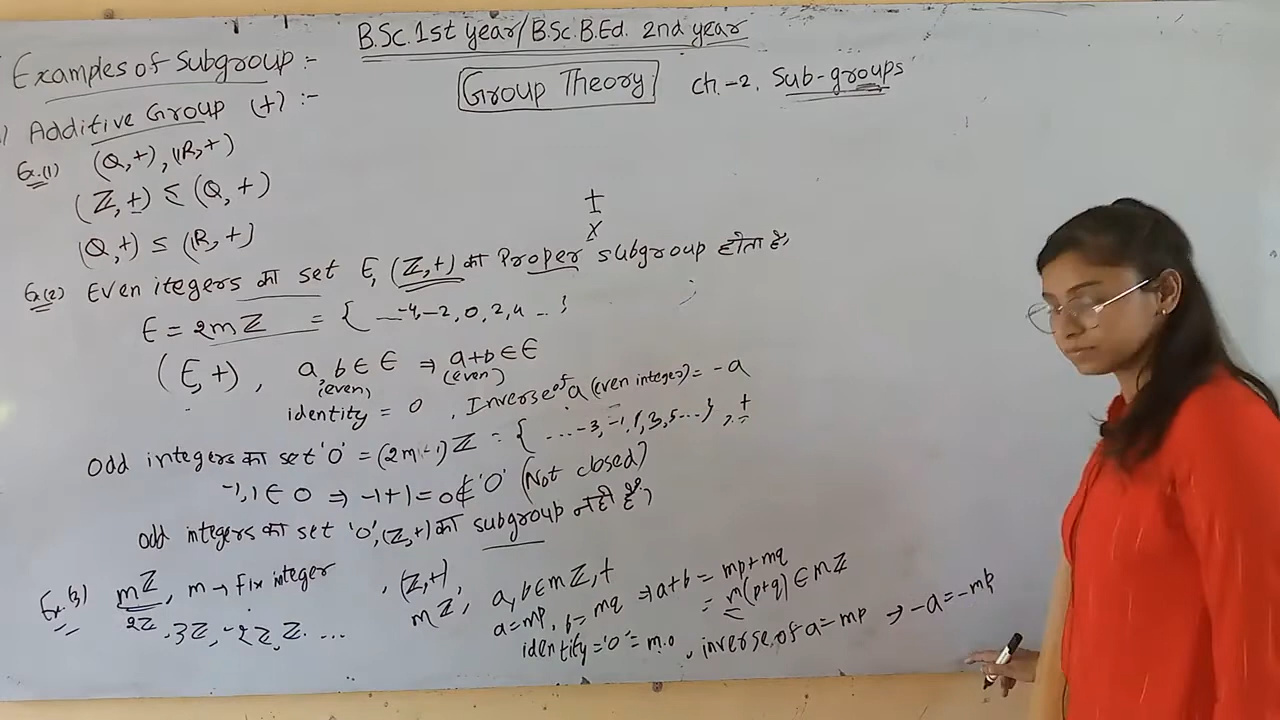 B.Sc. 1st year/B.Sc. B.Ed. 2nd year
Examples of Subgroup :-
Group Theory
Ch.-2. Sub-groups
) Additive Group (+) :-
Ex.(1) (Q,+), (R,+)
(Z,+) ≤ (Q,+)
(Q,+) ≤ (R,+)
+
x
Ex(2) Even itegers का set E, (Z,+) का Proper subgroup होता है,
E = 2mZ = { ...-4,-2,0,2,4 .. }
(E,+), a,b ∈ E ⇒ a+b ∈ E
(even) (even)
identity = 0 , Inverse of a (even integer) = -a
Odd integers का set 'O' = (2m-1)Z = { ...-3,-1,1,3,5...} , +
-1,1 ∈ O ⇒ -1+1=0 ∉ 'O' (Not closed)
odd integers का set 'O', (Z,+) का subgroup नही है,
Ex.(3) mZ, m → Fix integer , (Z,+),
2Z, 3Z, -2Z, Z. ...
mZ, a,b ∈ mZ, +
a=mp, b=mq ⇒ a+b = mp+mq
= m(p+q) ∈ mZ
identity = '0' = m.0 , inverse of a=mp → -a=-mp